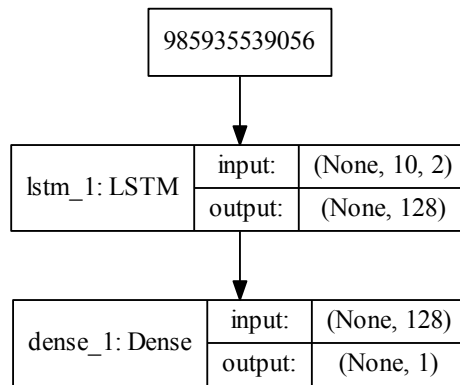 985935539056
lstm_1: LSTM
input:
(None, 10, 2)
output:
(None, 128)
dense_1: Dense
input:
(None, 128)
output:
(None, 1)